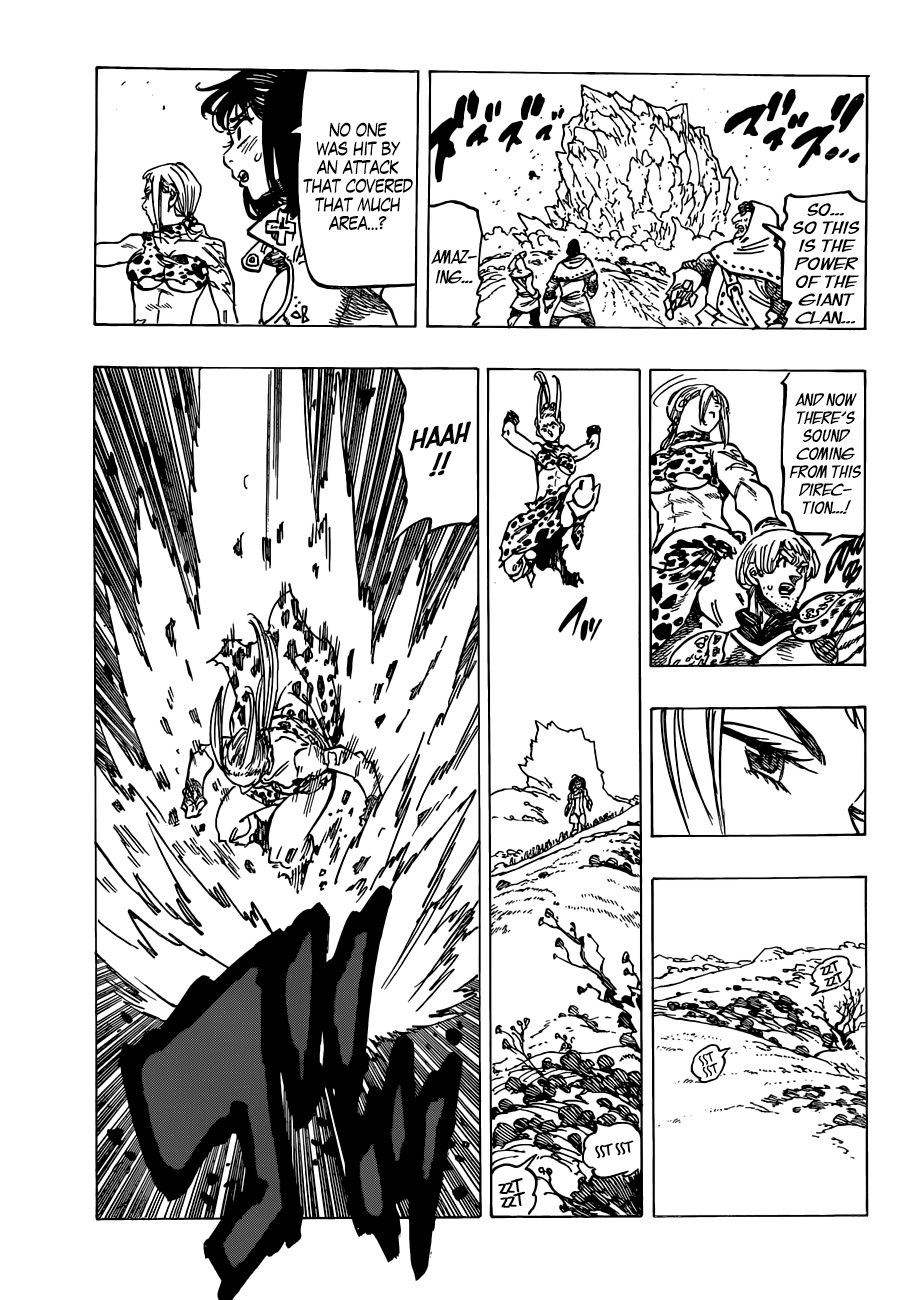 SO...
SO THIS
IS THE
POWER
OF THE
GIANT
CLAN...
AMAZ-
ING...
NO ONE
WAS HIT BY
AN ATTACK
THAT COVERED
THAT MUCH
AREA...?
AND NOW
THERE'S
SOUND
COMING
FROM THIS
DIREC-
TION...!
ZZT
ZZT
SST
SST
SST SST
ZZT
ZZT
HAAH
!!